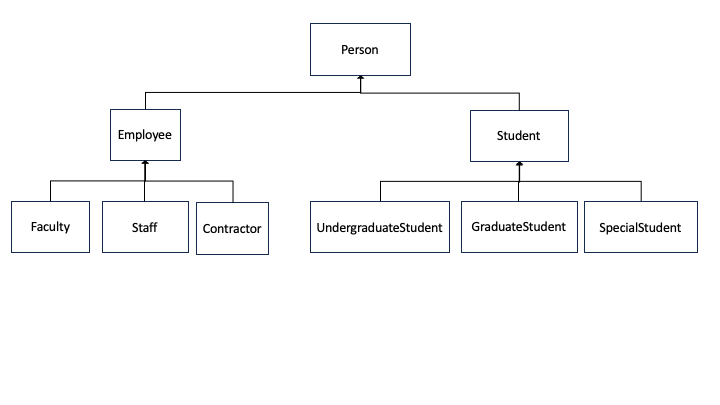 Person
Employee
Student
Faculty
Staff
Contractor
UndergraduateStudent
GraduateStudent
SpecialStudent